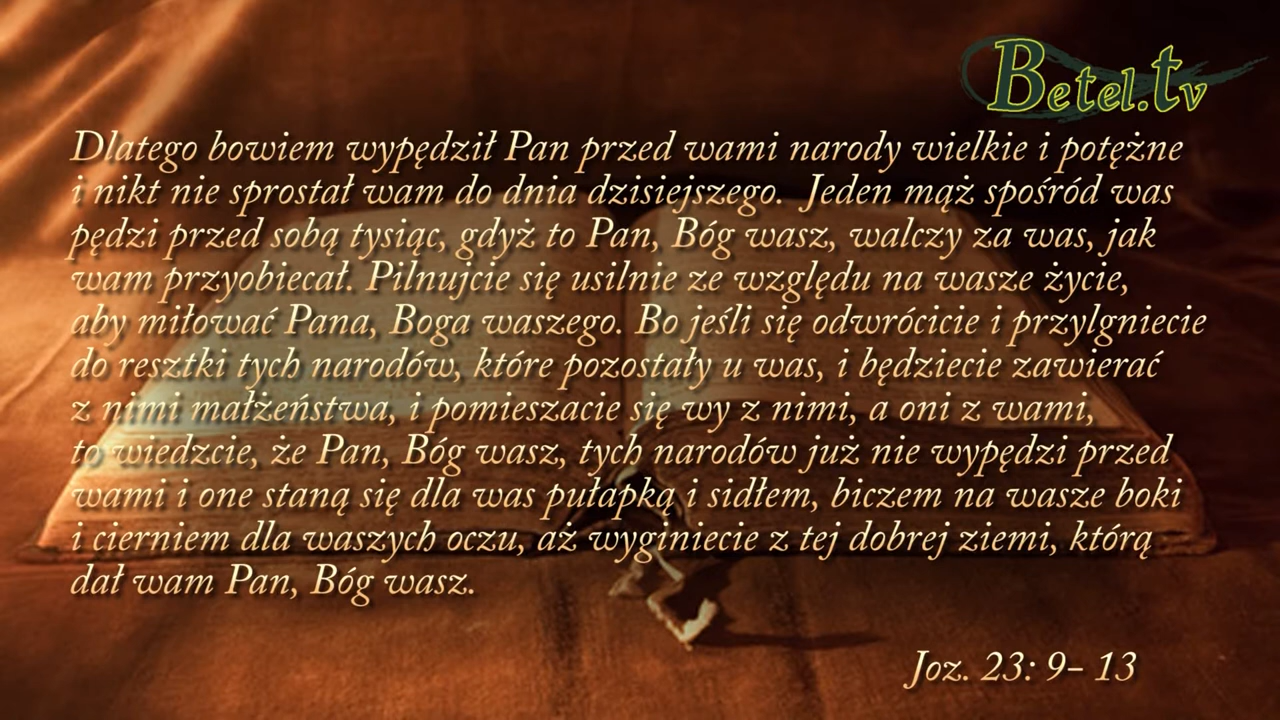 Betel.tv
Dlatego bowiem wypędził Pan przed wami narody wielkie i potężne
i nikt nie sprostał wam do dnia dzisiejszego. Jeden mąż spośród was
pędzi przed sobą tysiąc, gdyż to Pan, Bóg wasz, walczy za was, jak
wam przyobiecał. Pilnujcie się usilnie ze względu na wasze życie,
aby miłować Pana, Boga waszego. Bo jeśli się odwrócicie i przylgniecie
do resztki tych narodów, które pozostały u was, i będziecie zawierać
z nimi małżeństwa, i pomieszacie się wy z nimi, a oni z wami,
to wiedzcie, że Pan, Bóg wasz, tych narodów już nie wypędzi przed
wami i one staną się dla was pułapką i sidłem, biczem na wasze boki
i cierniem dla waszych oczu, aż wyginiecie z tej dobrej ziemi, którą
dał wam Pan, Bóg wasz.
Joz. 23: 9- 13